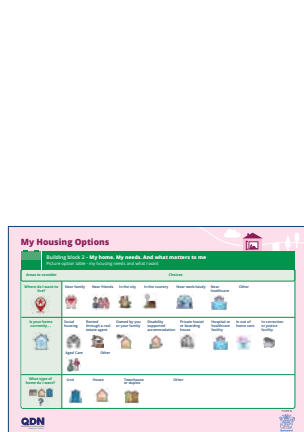 My Housing Options
Building block 2 - My home. My needs. And what matters to me
Picture option table - my housing needs and what I want
Areas to consider
Choices
Where do I want to live?
Near family
Near friends
In the city
In the country
Near work/study
Near healthcare
Other
Is your home currently...
Social housing
Rented through a real estate agent
Owned by you or your family
Disability supported accommodation
Private hostel or boarding house
Hospital or healthcare facility
In out of home care
In correction or justice facility
Aged Care
Other
What type of home do I want?
Unit
House
Townhouse or duplex
Other
QDN